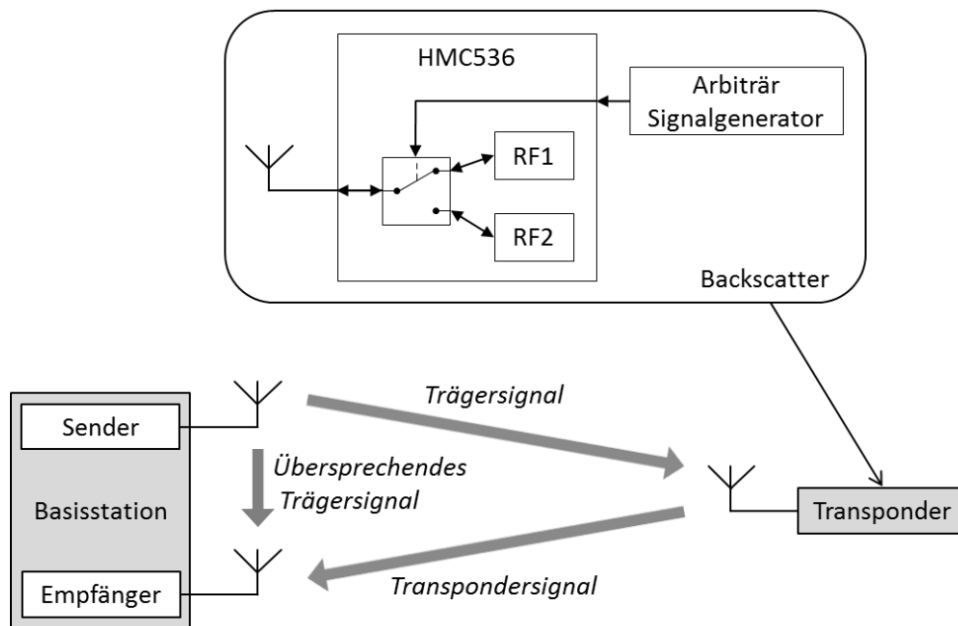 HMC536
Arbiträr
Signalgenerator
RF1
RF2
Backscatter
Trägersignal
Sender
Übersprechendes
Trägersignal
Basisstation
Transponder
Empfänger
Transpondersignal